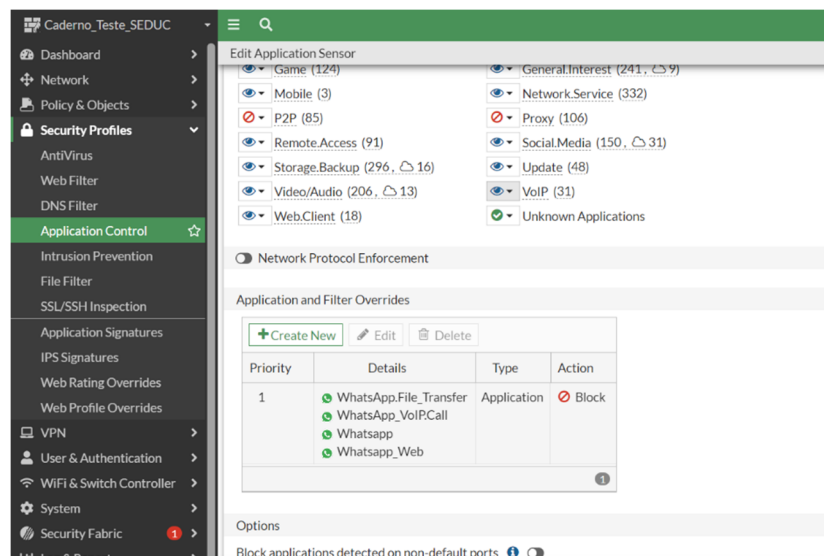 Caderno_Teste_SEDUC
Edit Application Sensor
Dashboard
Network
Policy & Objects
Security Profiles
AntiVirus
Web Filter
DNS Filter
Application Control
Intrusion Prevention
File Filter
SSL/SSH Inspection
Application Signatures
IPS Signatures
Web Rating Overrides
Web Profile Overrides
VPN
User & Authentication
WiFi & Switch Controller
System
Security Fabric 1
Game (124)
General.Interest (241, 9)
Mobile (3)
Network.Service (332)
P2P (85)
Proxy (106)
Remote.Access (91)
Social.Media (150, 31)
Storage.Backup (296, 16)
Update (48)
Video/Audio (206, 13)
VoIP (31)
Web.Client (18)
Unknown Applications
Network Protocol Enforcement
Application and Filter Overrides
Create New Edit Delete
Priority Details Type Action
1 WhatsApp.File_Transfer Application Block
WhatsApp_VoIP.Call
Whatsapp
Whatsapp_Web
1
Options
Block applications detected on non-default ports